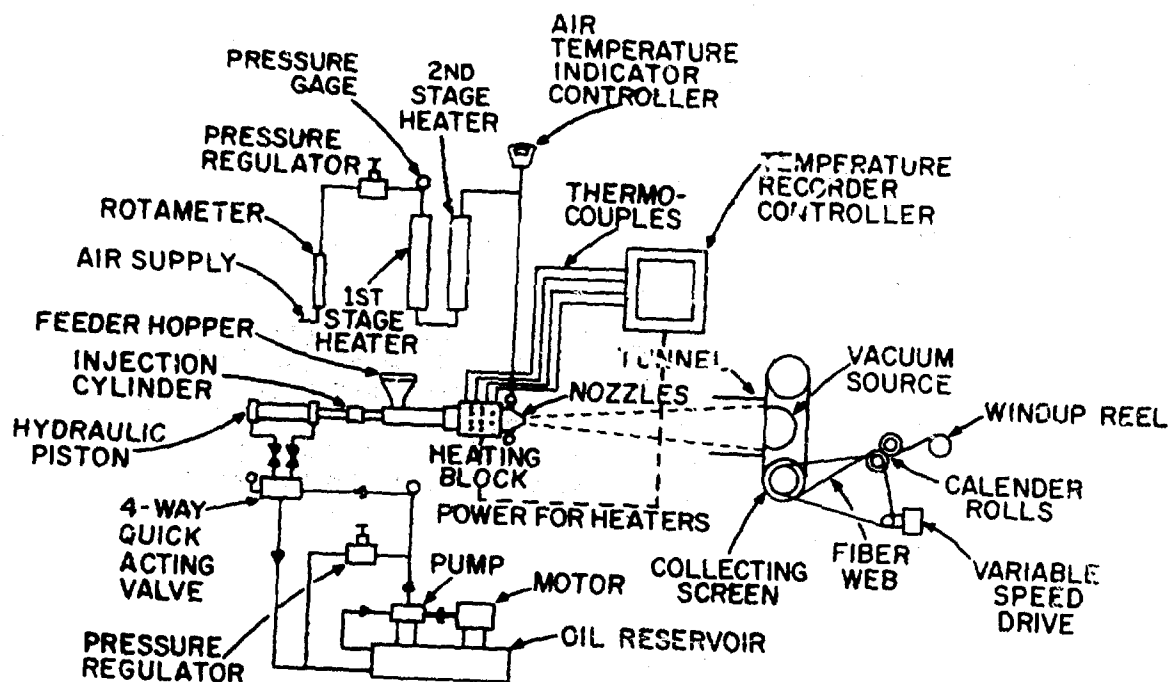 AIR
TEMPERATURE
INDICATOR
CONTROLLER
PRESSURE
GAGE
2ND
STAGE
HEATER
PRESSURE
REGULATOR
TEMPERATURE
RECORDER
CONTROLLER
THERMO-
COUPLES
ROTAMETER
AIR SUPPLY
1ST
STAGE
HEATER
FEEDER HOPPER
INJECTION
CYLINDER
TUNNEL
VACUUM
SOURCE
NOZZLES
WINDUP REEL
HYDRAULIC
PISTON
HEATING
BLOCK
CALENDER
ROLLS
4-WAY
QUICK
ACTING
VALVE
POWER FOR HEATERS
FIBER
WEB
COLLECTING
SCREEN
VARIABLE
SPEED
DRIVE
PUMP
MOTOR
OIL RESERVOIR
PRESSURE
REGULATOR